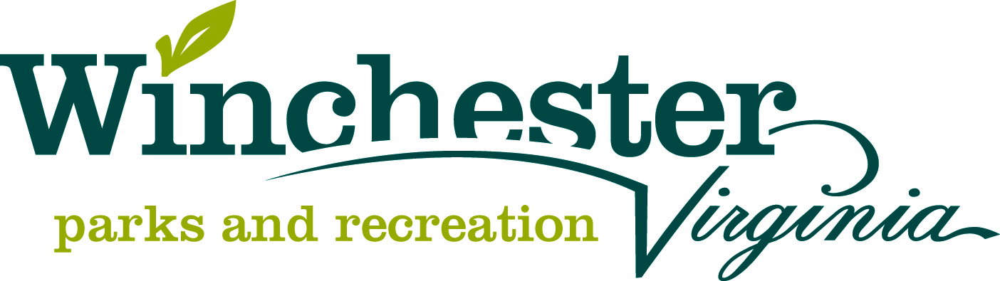 Winchester
Virginia
parks and recreation